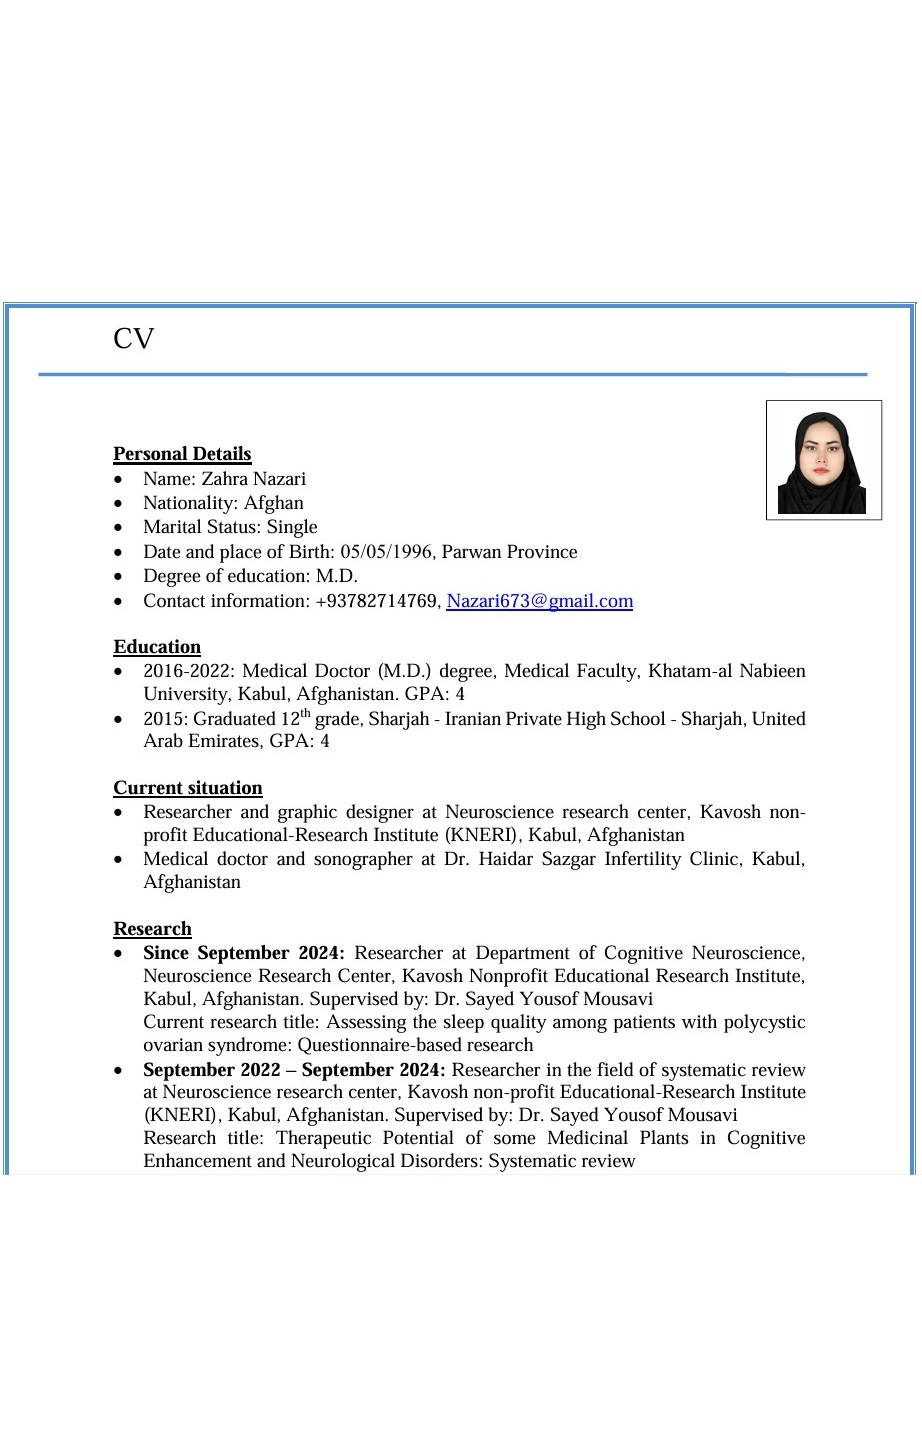 CV
Personal Details
• Name: Zahra Nazari
• Nationality: Afghan
• Marital Status: Single
• Date and place of Birth: 05/05/1996, Parwan Province
• Degree of education: M.D.
• Contact information: +93782714769, Nazari673@gmail.com
Education
• 2016-2022: Medical Doctor (M.D.) degree, Medical Faculty, Khatam-al Nabieen
University, Kabul, Afghanistan. GPA: 4
• 2015: Graduated 12th grade, Sharjah - Iranian Private High School - Sharjah, United
Arab Emirates, GPA: 4
Current situation
• Researcher and graphic designer at Neuroscience research center, Kavosh non-
profit Educational-Research Institute (KNERI), Kabul, Afghanistan
• Medical doctor and sonographer at Dr. Haidar Sazgar Infertility Clinic, Kabul,
Afghanistan
Research
• Since September 2024: Researcher at Department of Cognitive Neuroscience,
Neuroscience Research Center, Kavosh Nonprofit Educational Research Institute,
Kabul, Afghanistan. Supervised by: Dr. Sayed Yousof Mousavi
Current research title: Assessing the sleep quality among patients with polycystic
ovarian syndrome: Questionnaire-based research
• September 2022 – September 2024: Researcher in the field of systematic review
at Neuroscience research center, Kavosh non-profit Educational-Research Institute
(KNERI), Kabul, Afghanistan. Supervised by: Dr. Sayed Yousof Mousavi
Research title: Therapeutic Potential of some Medicinal Plants in Cognitive
Enhancement and Neurological Disorders: Systematic review